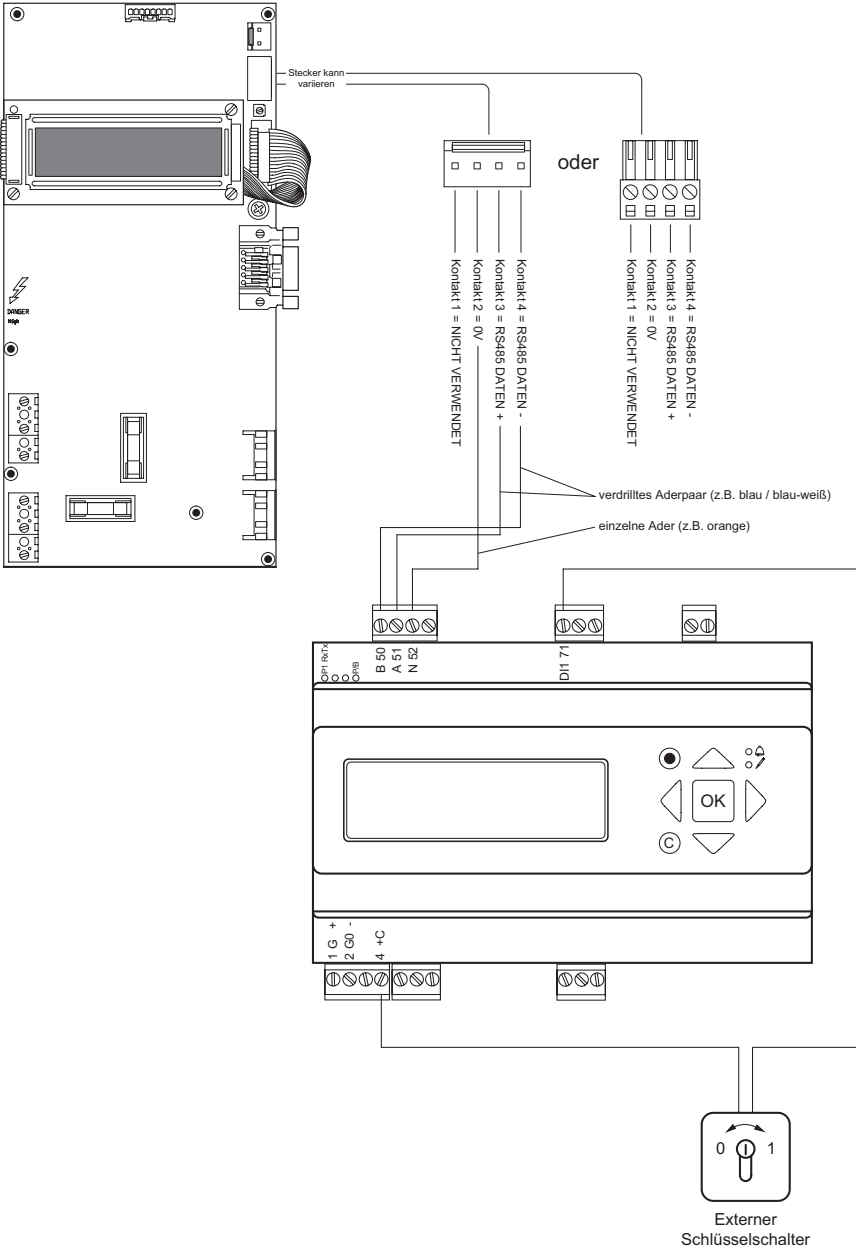 Stecker kann
variieren
oder
Kontakt 1 = NICHT VERWENDET
Kontakt 2 = 0V
Kontakt 3 = RS485 DATEN +
Kontakt 4 = RS485 DATEN -
Kontakt 1 = NICHT VERWENDET
Kontakt 2 = 0V
Kontakt 3 = RS485 DATEN +
Kontakt 4 = RS485 DATEN -
DANGER
verdrilltes Aderpaar (z.B. blau / blau-weiß)
einzelne Ader (z.B. orange)
P1 RxTx
P/B
B 50
A 51
N 52
DI1 71
OK
C
1 G +
2 G0 -
4 +C
0 1
Externer
Schlüsselschalter